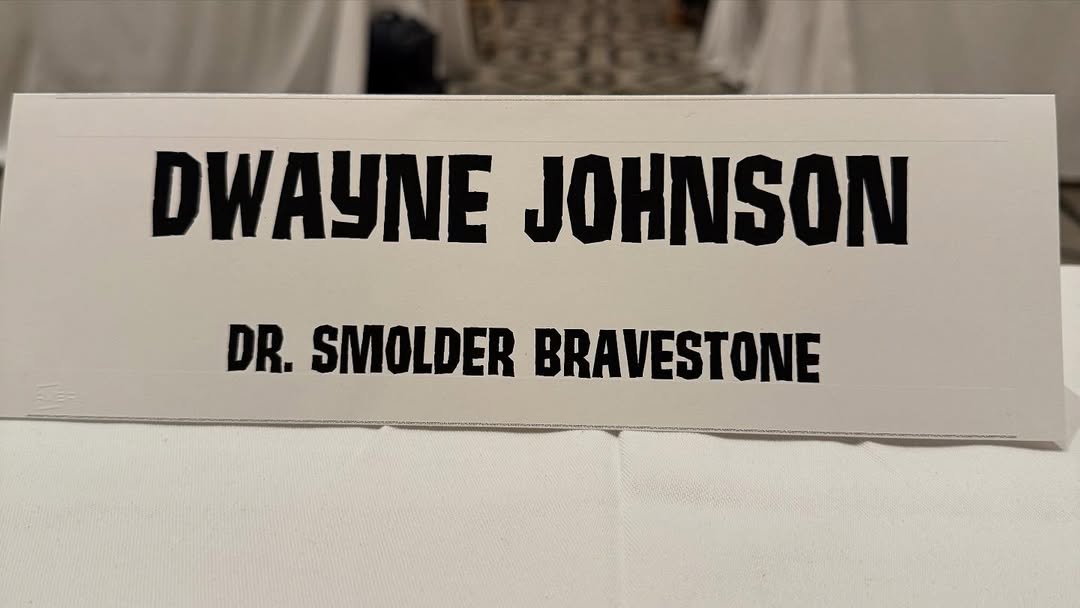 DWAYNE JOHNSON
DR. SMOLDER BRAVESTONE